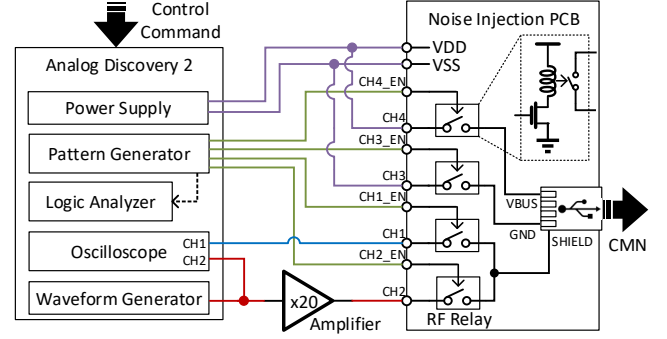 Control
Command
Analog Discovery 2
Power Supply
Pattern Generator
Logic Analyzer
Oscilloscope
CH1
CH2
Waveform Generator
x20
Amplifier
Noise Injection PCB
VDD
VSS
CH4_EN
CH4
CH3_EN
CH3
CH1_EN
CH1
CH2_EN
CH2
RF Relay
VBUS
GND
SHIELD
CMN